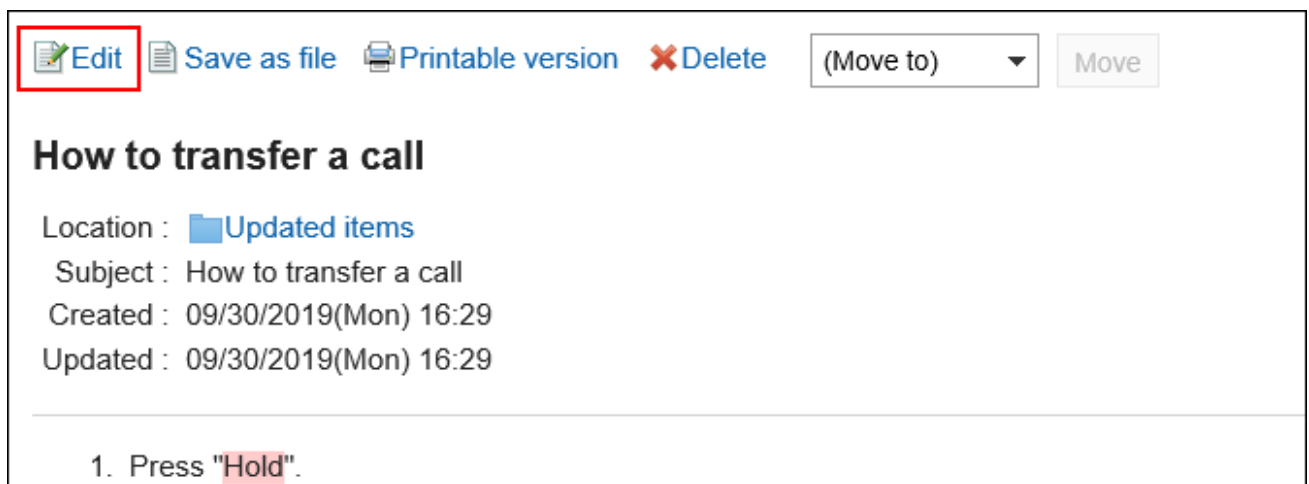 Edit Save as file Printable version Delete (Move to) Move
How to transfer a call
Location : Updated items
Subject : How to transfer a call
Created : 09/30/2019(Mon) 16:29
Updated : 09/30/2019(Mon) 16:29
1. Press "Hold".